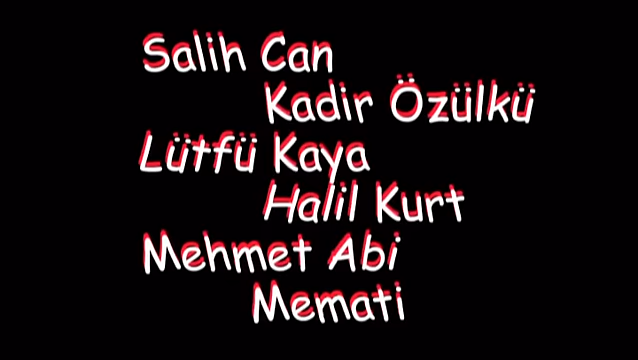 Salih Can
Kadir Özülkü
Lütfü Kaya
Halil Kurt
Mehmet Abi
Memati